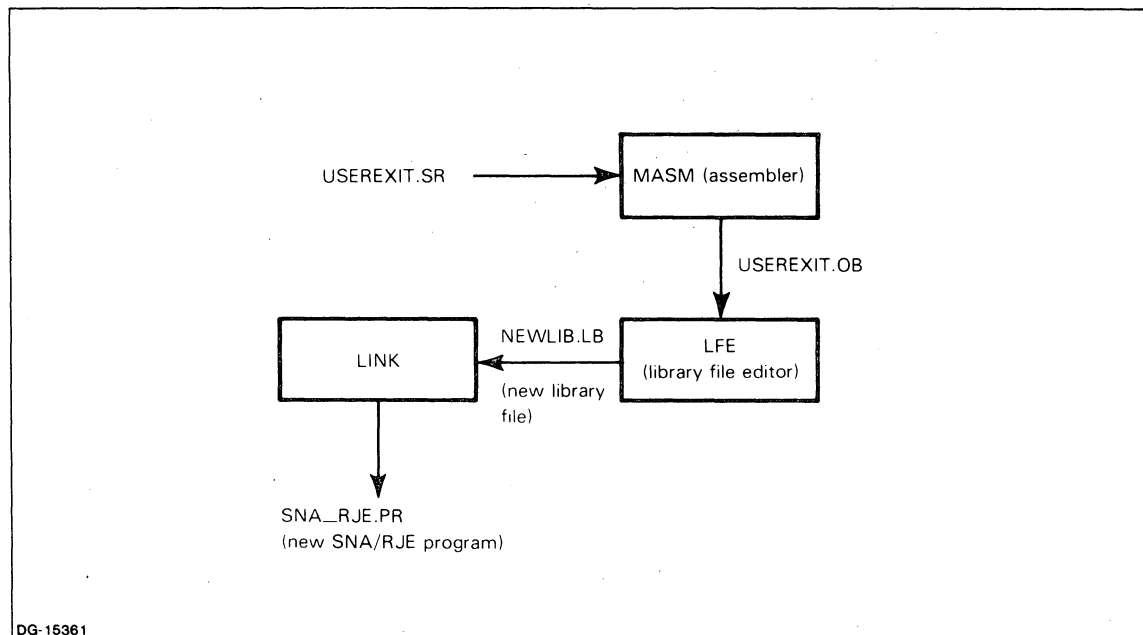 USEREXIT.SR
MASM (assembler)
USEREXIT.OB
LINK
NEWLIB.LB
(new library
file)
LFE
(library file editor)
SNA_RJE.PR
(new SNA/RJE program)
DG-15361